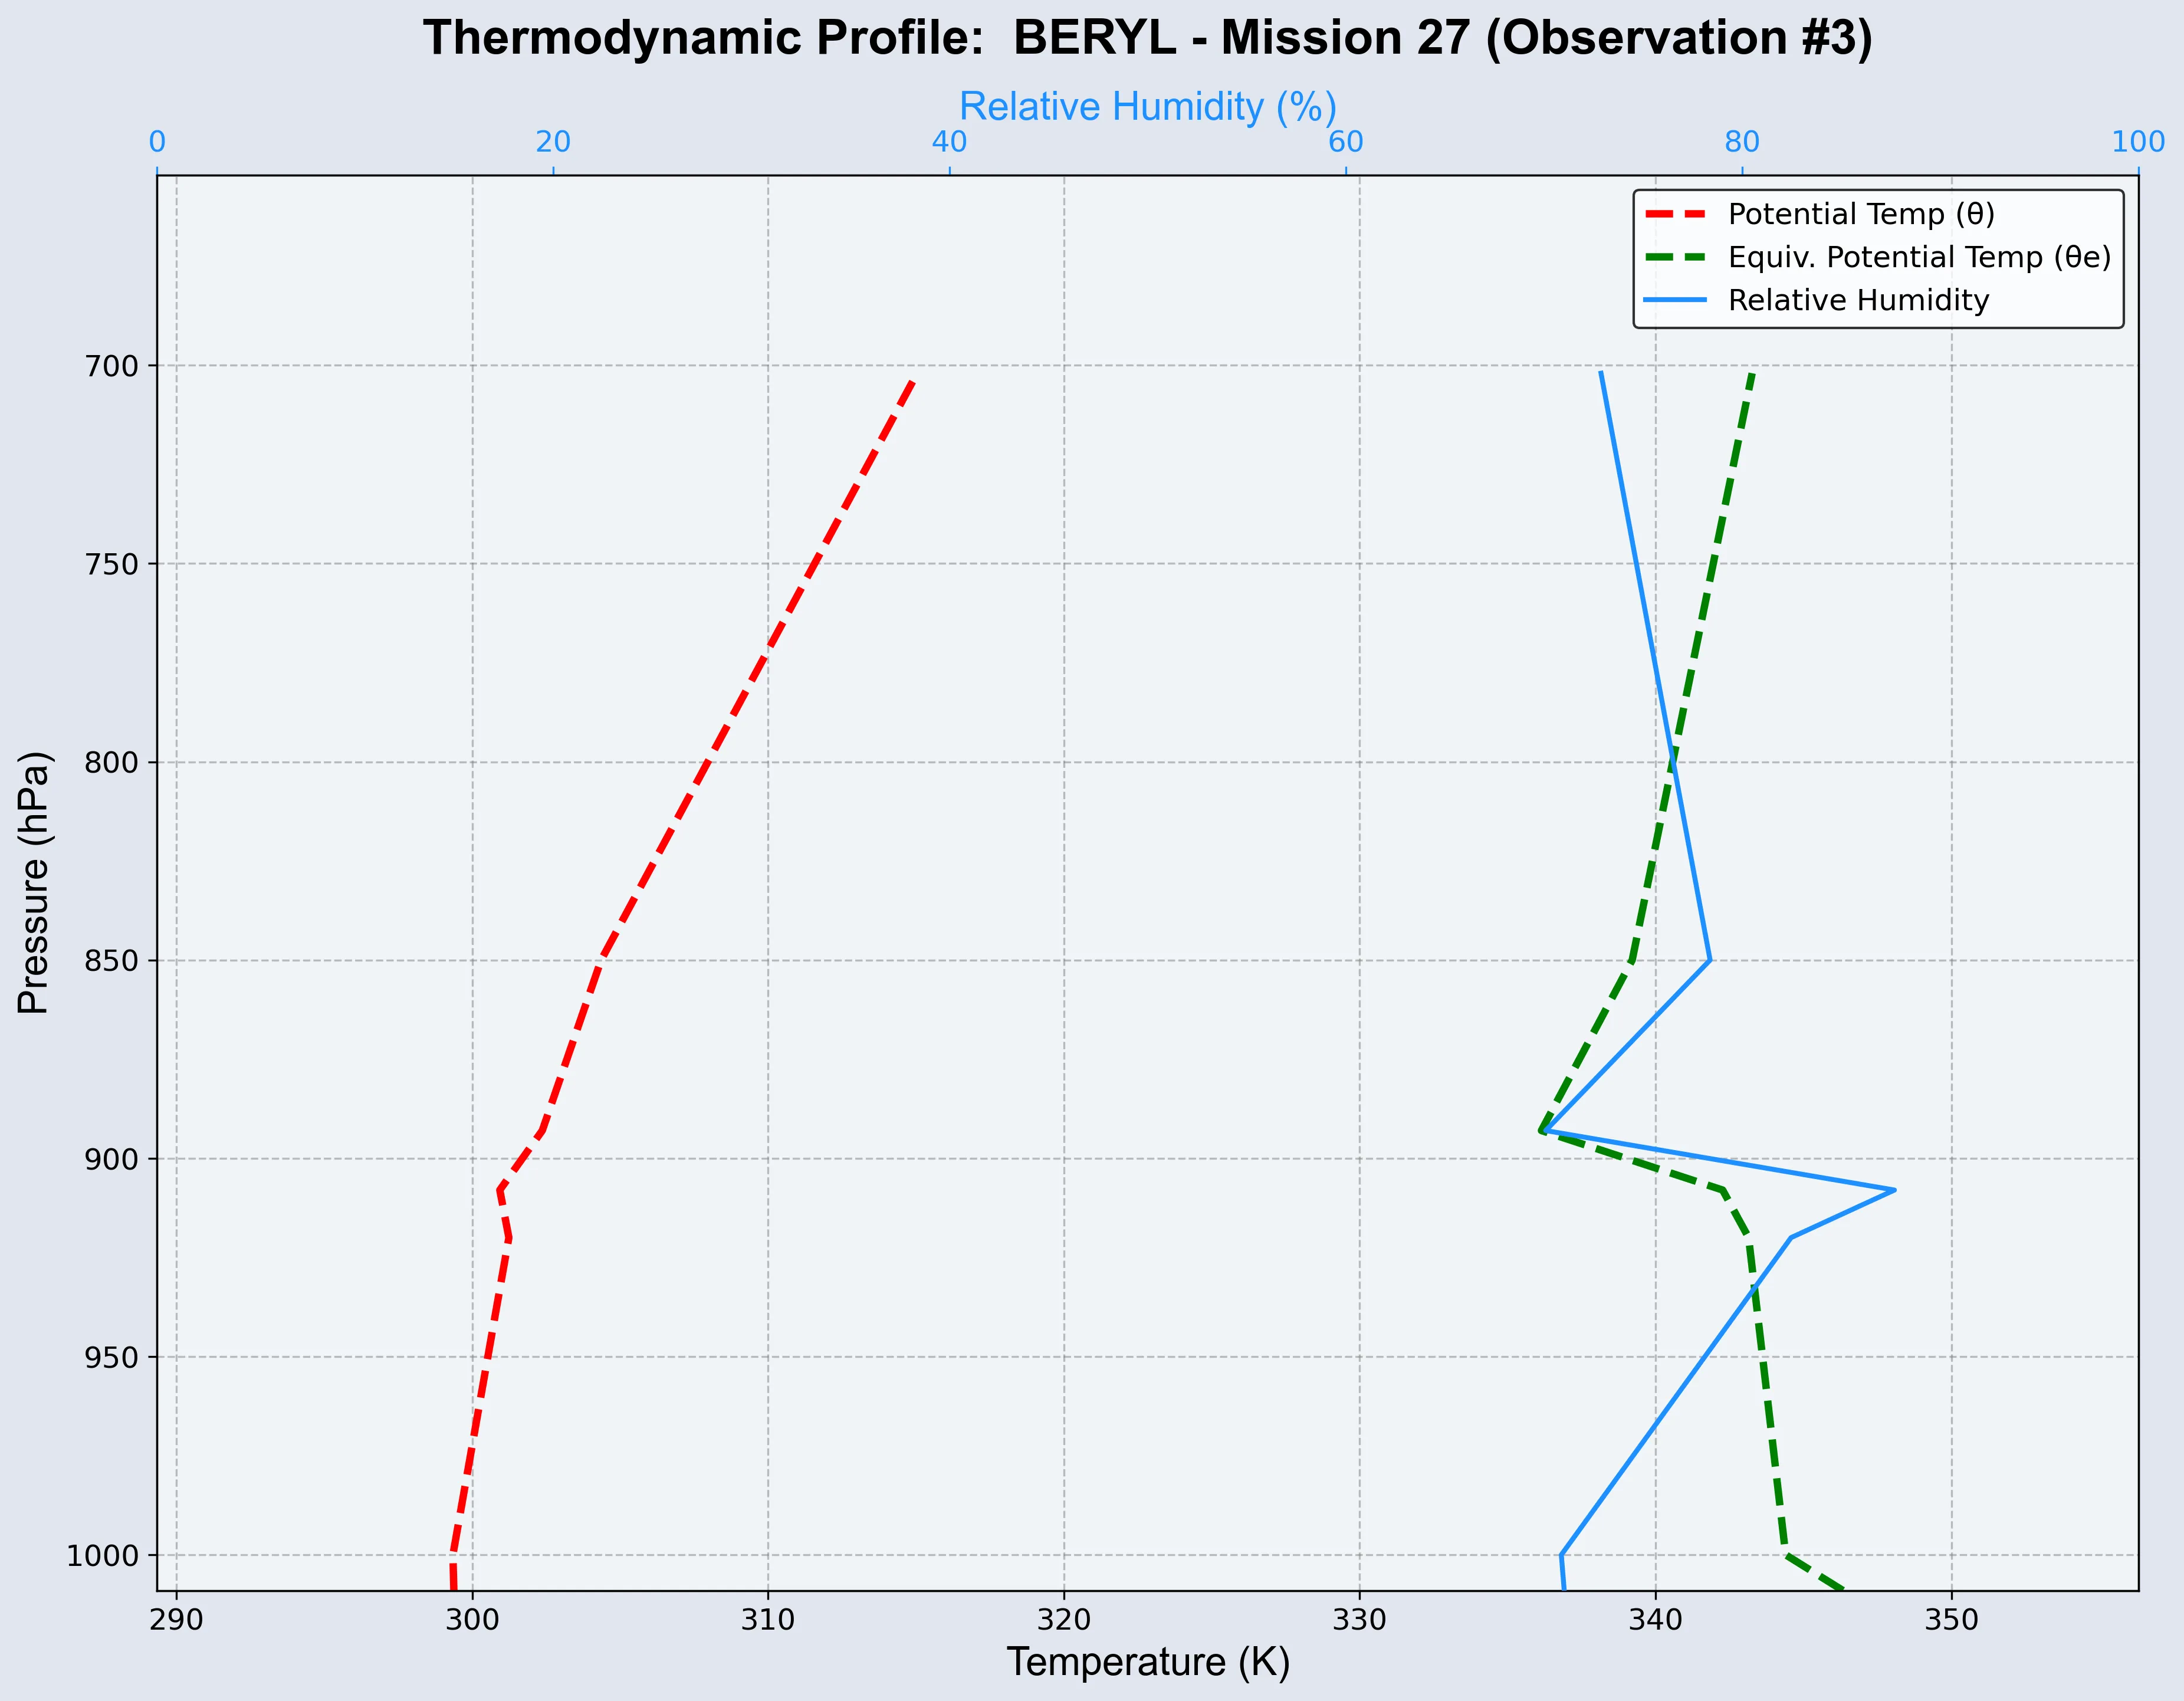 Thermodynamic Profile:  BERYL - Mission 27 (Observation #3)
Relative Humidity (%)
0 20 40 60 80 100
Potential Temp (θ)
Equiv. Potential Temp (θe)
Relative Humidity
Pressure (hPa)
700
750
800
850
900
950
1000
290 300 310 320 330 340 350
Temperature (K)